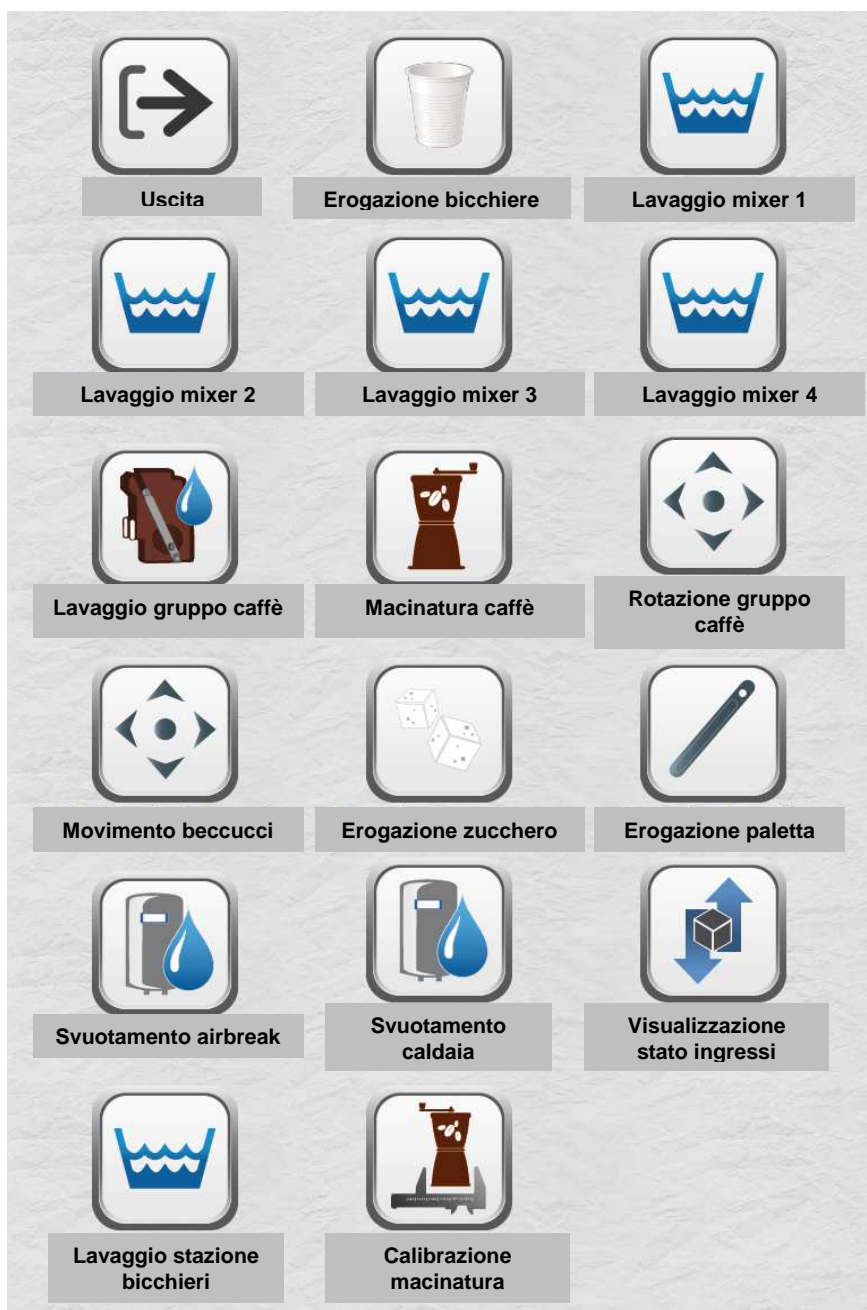 Uscita
Erogazione bicchiere
Lavaggio mixer 1
Lavaggio mixer 2
Lavaggio mixer 3
Lavaggio mixer 4
Lavaggio gruppo caffè
Macinatura caffè
Rotazione gruppo
caffè
Movimento beccucci
Erogazione zucchero
Erogazione paletta
Svuotamento airbreak
Svuotamento
caldaia
Visualizzazione
stato ingressi
Lavaggio stazione
bicchieri
Calibrazione
macinatura